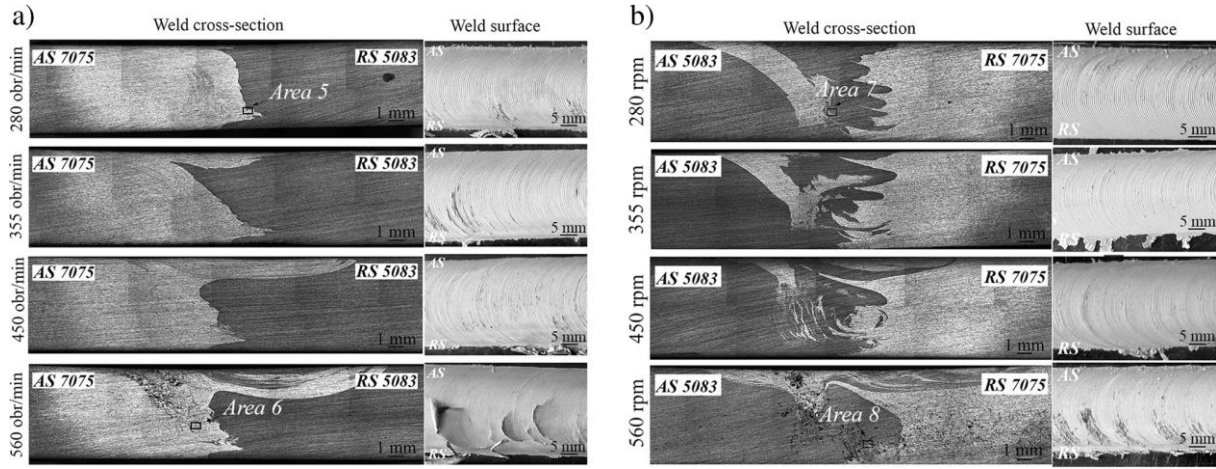 a)
Weld cross-section
Weld surface
280 obr/min
AS 7075
RS 5083
Area 5
1 mm
AS
RS
5 mm
355 obr/min
AS 7075
RS 5083
1 mm
AS
RS
5 mm
450 obr/min
AS 7075
RS 5083
1 mm
AS
RS
5 mm
560 obr/min
AS 7075
RS 5083
Area 6
1 mm
AS
RS
5 mm
b)
Weld cross-section
Weld surface
280 rpm
AS 5083
RS 7075
Area 7
1 mm
AS
RS
5 mm
355 rpm
AS 5083
RS 7075
1 mm
AS
RS
5 mm
450 rpm
AS 5083
RS 7075
1 mm
AS
RS
5 mm
560 rpm
AS 5083
RS 7075
Area 8
1 mm
AS
RS
5 mm